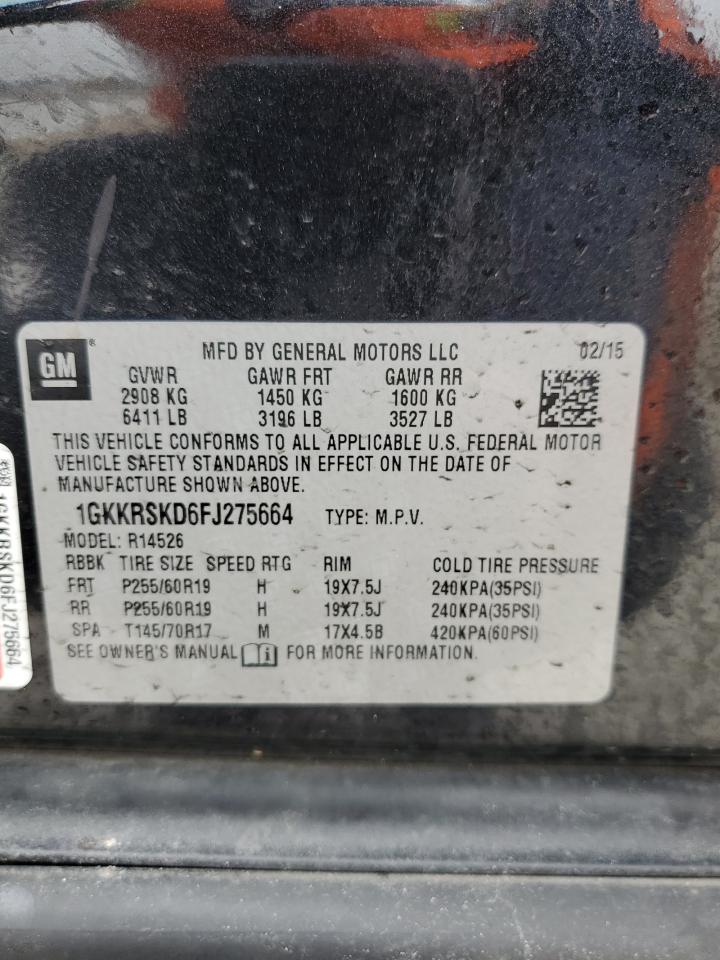 GM
MFD BY GENERAL MOTORS LLC 02/15
GVWR GAWR FRT GAWR RR
2908 KG 1450 KG 1600 KG
6411 LB 3196 LB 3527 LB
THIS VEHICLE CONFORMS TO ALL APPLICABLE U.S. FEDERAL MOTOR
VEHICLE SAFETY STANDARDS IN EFFECT ON THE DATE OF
MANUFACTURE SHOWN ABOVE.
1GKKRSKD6FJ275664 TYPE: M.P.V.
MODEL: R14526
RBBK TIRE SIZE SPEED RTG RIM COLD TIRE PRESSURE
FRT P255/60R19 H 19X7.5J 240KPA(35PSI)
RR P255/60R19 H 19X7.5J 240KPA(35PSI)
SPA T145/70R17 M 17X4.5B 420KPA(60PSI)
SEE OWNER'S MANUAL FOR MORE INFORMATION.
1GKKRSKD6FJ275664